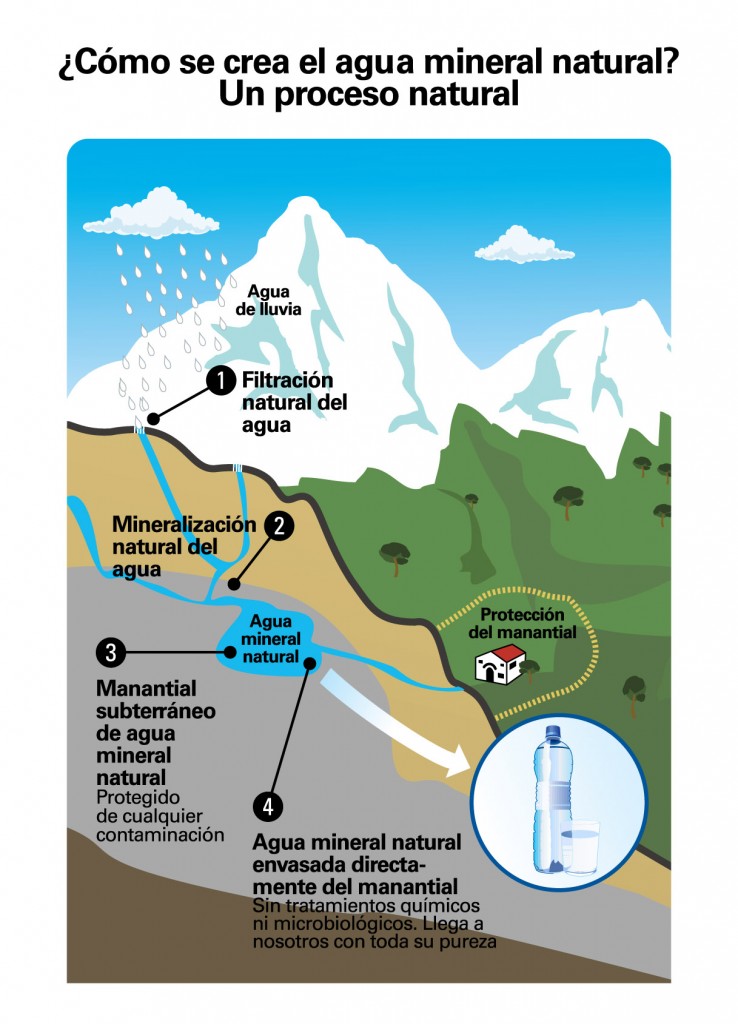 ¿Cómo se crea el agua mineral natural?
Un proceso natural
Agua
de lluvia
1 Filtración
natural del
agua
Mineralización 2
natural del
agua
Protección
del manantial
Agua
mineral
natural
3
Manantial
subterráneo
de agua
mineral
natural
Protegido
de cualquier
contaminación
4
Agua mineral natural
envasada directa-
mente del manantial
Sin tratamientos químicos
ni microbiológicos. Llega a
nosotros con toda su pureza